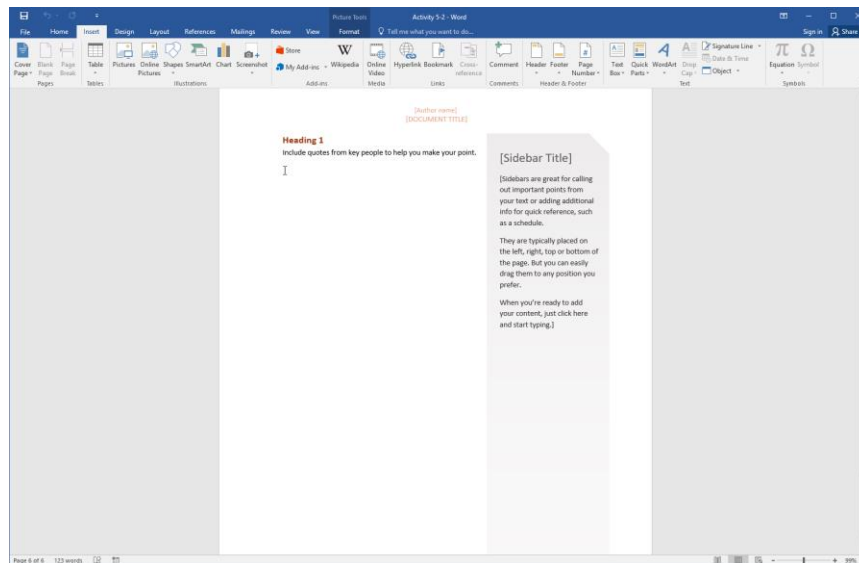 Picture Tools
Activity 5-2 - Word
File Home Insert Design Layout References Mailings Review View Format Tell me what you want to do... Sign in Share
Cover Page Blank Page Page Break
Table
Pictures Online Pictures Shapes SmartArt Chart Screenshot
Store
My Add-ins
Wikipedia
Online Video
Hyperlink Bookmark Cross-reference
Comment
Header Footer Page Number
Text Box Quick Parts WordArt Drop Cap
Signature Line
Date & Time
Object
Equation Symbol
Pages Tables Illustrations Add-ins Media Links Comments Header & Footer Text Symbols
[Author name]
[DOCUMENT TITLE]
Heading 1
Include quotes from key people to help you make your point.
[Sidebar Title]
[Sidebars are great for calling
out important points from
your text or adding additional
info for quick reference, such
as a schedule.
They are typically placed on
the left, right, top or bottom of
the page. But you can easily
drag them to any position you
prefer.
When you're ready to add
your content, just click here
and start typing.]
Page 6 of 6 123 words
99%